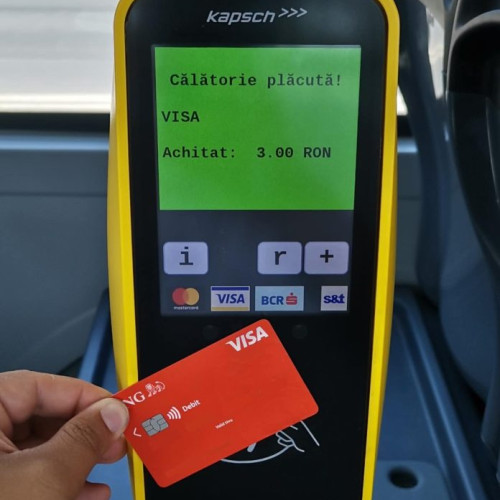 kapsch >>>
Călătorie plăcută!
VISA
Achitat: 3.00 RON
i r +
mastercard VISA BCR s&t
VISA
NG
Debit